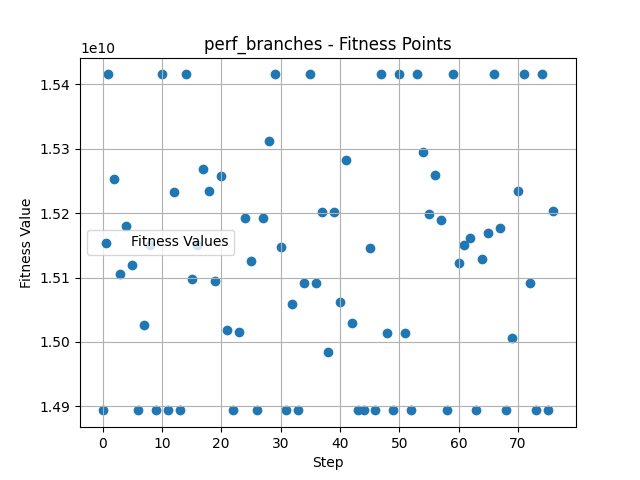 perf_branches - Fitness Points
1e10
1.54
1.53
1.52
1.51
1.50
1.49
Fitness Value
Fitness Values
0 10 20 30 40 50 60 70
Step